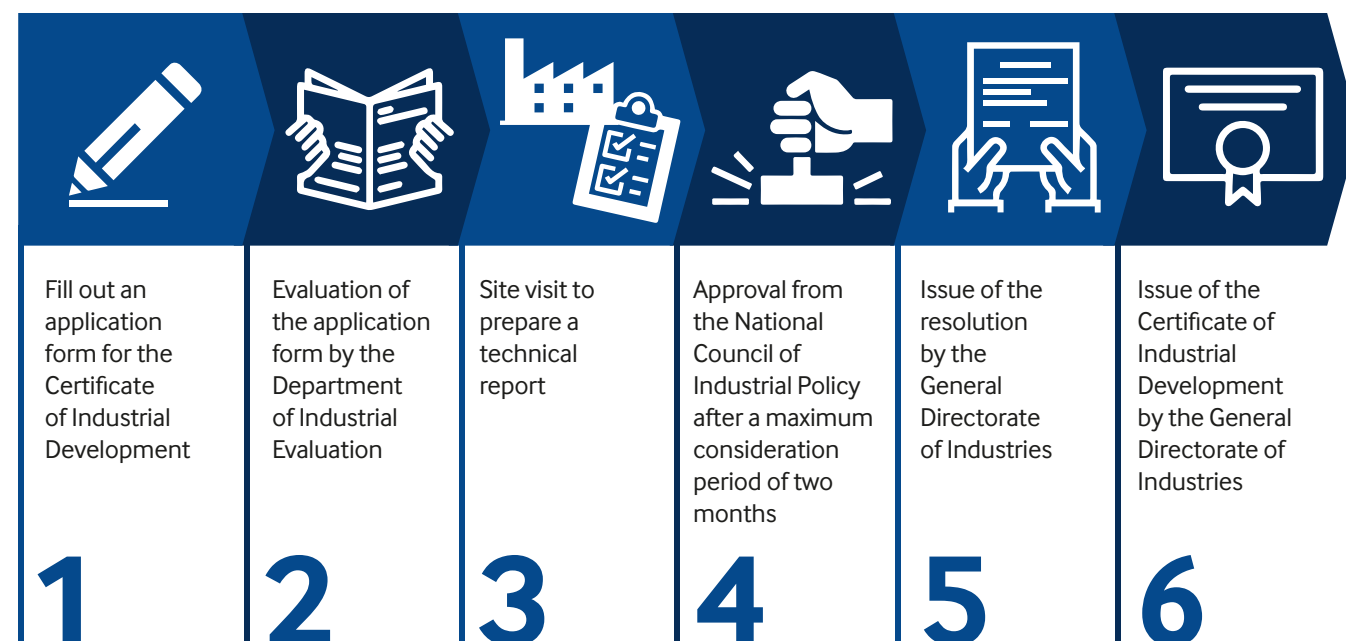 Fill out an
application
form for the
Certificate
of Industrial
Development
1
Evaluation of
the application
form by the
Department
of Industrial
Evaluation
2
Site visit to
prepare a
technical
report
3
Approval from
the National
Council of
Industrial Policy
after a maximum
consideration
period of two
months
4
Issue of the
resolution
by the
General
Directorate
of Industries
5
Issue of the
Certificate of
Industrial
Development
by the General
Directorate of
Industries
6